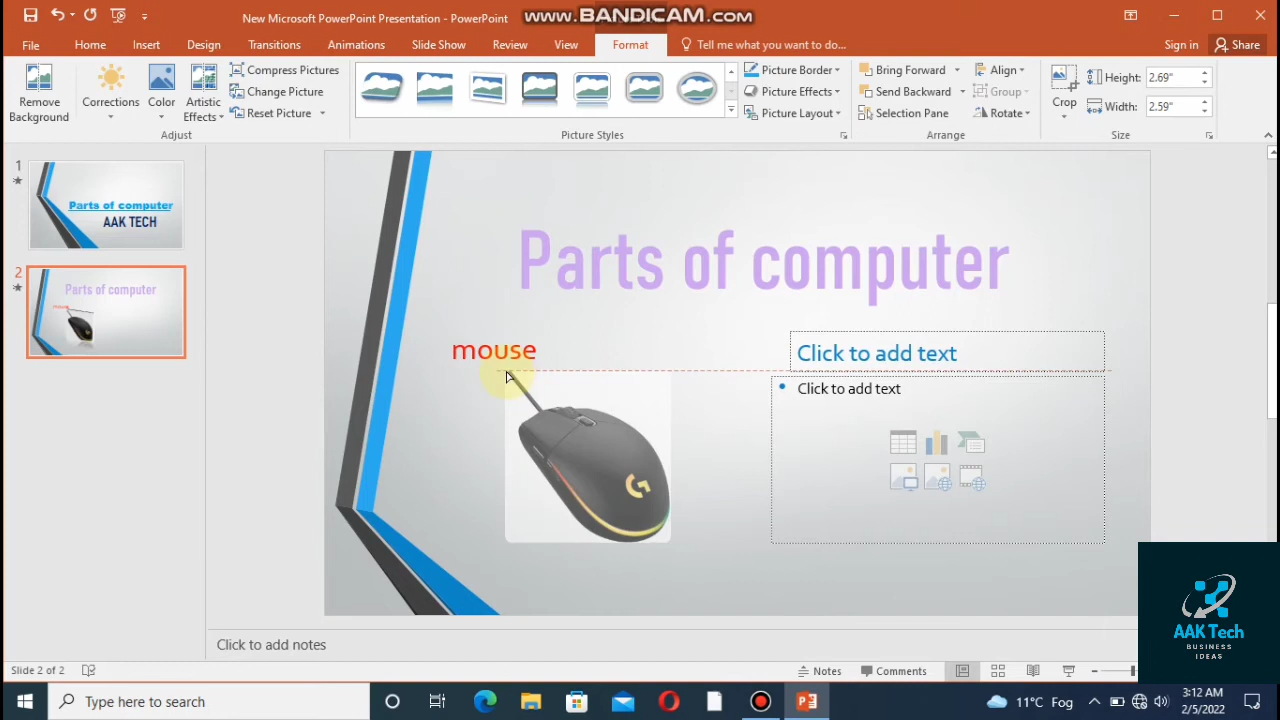 New Microsoft PowerPoint Presentation - PowerPoint
www.BANDICAM.com
File Home Insert Design Transitions Animations Slide Show Review View Format Tell me what you want to do... Sign in Share
Remove Background
Corrections
Color
Artistic Effects
Compress Pictures
Change Picture
Reset Picture
Adjust
Picture Styles
Picture Border
Picture Effects
Picture Layout
Bring Forward
Send Backward
Selection Pane
Align
Group
Rotate
Arrange
Crop
Height: 2.69"
Width: 2.59"
Size
1
Parts of computer
AAK TECH
2
Parts of computer
mouse
Parts of computer
mouse
Click to add text
Click to add text
G
AAK Tech
BUSINESS
IDEAS
Click to add notes
Slide 2 of 2
Notes
Comments
Type here to search
11°C Fog
3:12 AM
2/5/2022